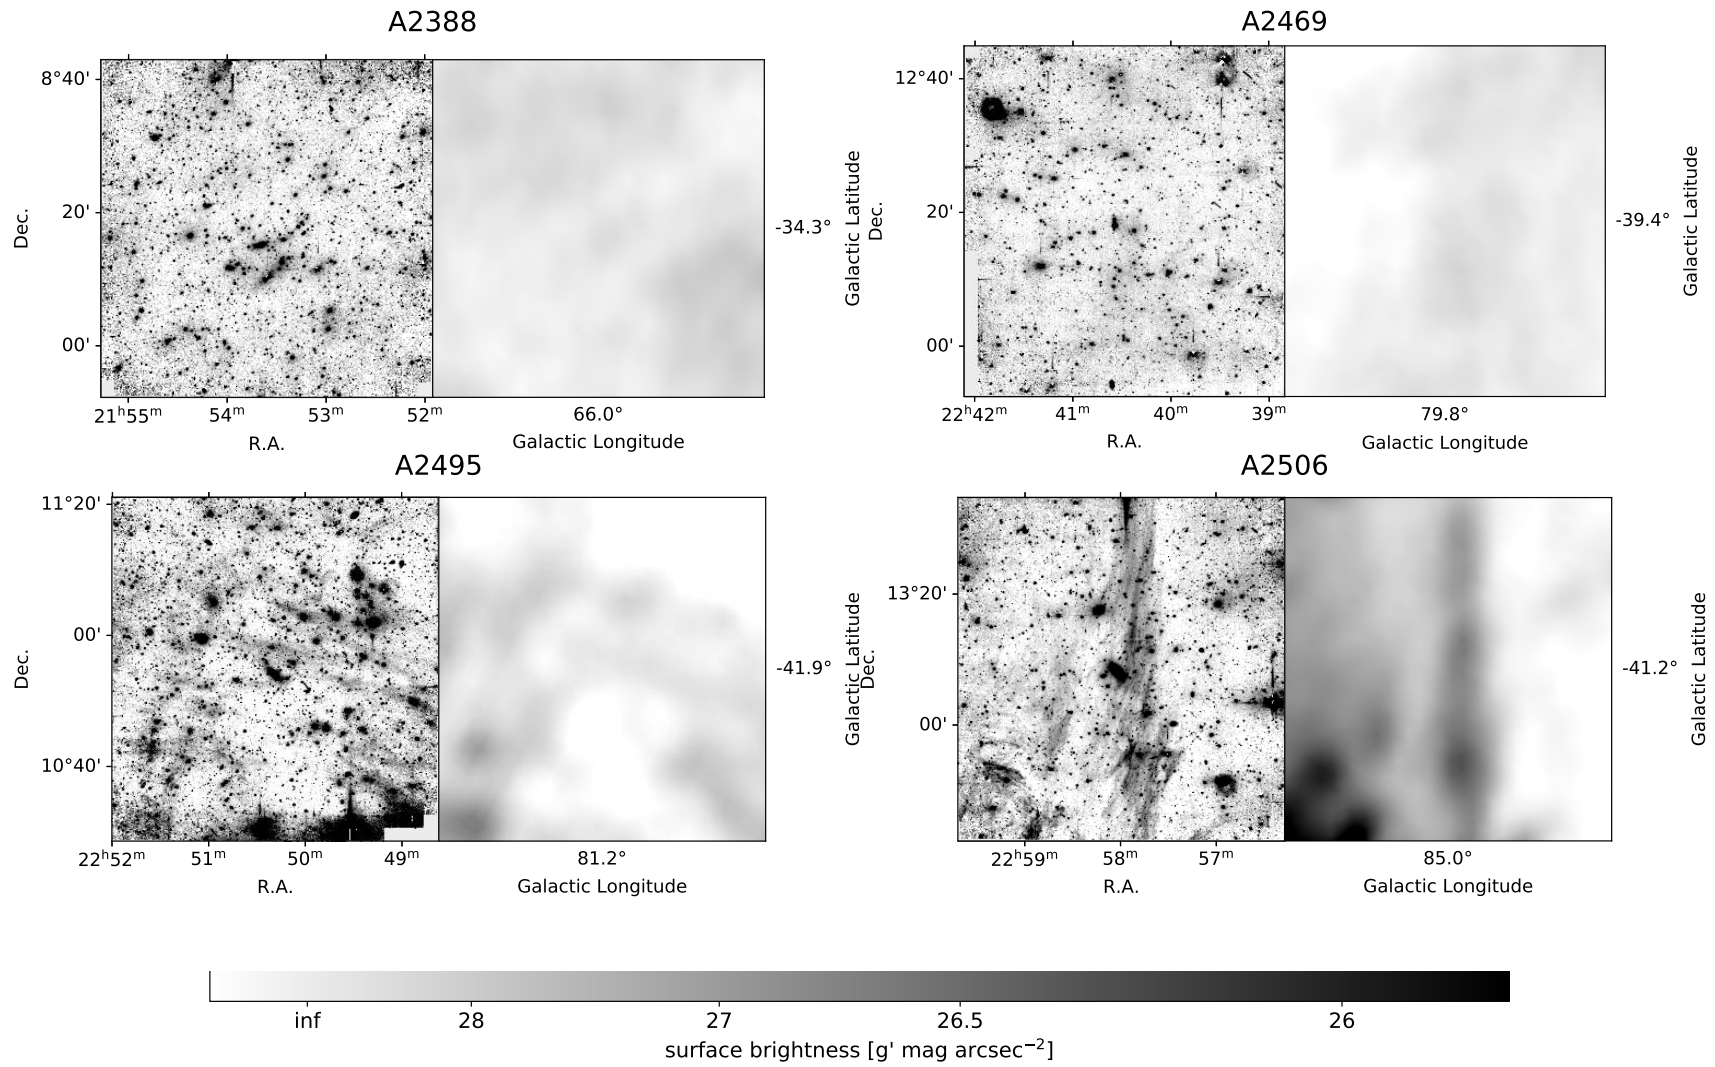 A2388
A2469
8°40'
20'
00'
Dec.
21ʰ55ᵐ 54ᵐ 53ᵐ 52ᵐ
R.A.
66.0°
Galactic Longitude
-34.3°
Galactic Latitude
12°40'
20'
00'
Dec.
22ʰ42ᵐ 41ᵐ 40ᵐ 39ᵐ
R.A.
79.8°
Galactic Longitude
-39.4°
Galactic Latitude
A2495
A2506
11°20'
00'
10°40'
Dec.
22ʰ52ᵐ 51ᵐ 50ᵐ 49ᵐ
R.A.
81.2°
Galactic Longitude
-41.9°
Galactic Latitude
13°20'
00'
Dec.
22ʰ59ᵐ 58ᵐ 57ᵐ
R.A.
85.0°
Galactic Longitude
-41.2°
Galactic Latitude
inf 28 27 26.5 26
surface brightness [g' mag arcsec⁻²]